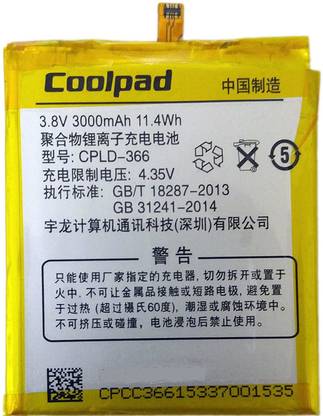 Coolpad 中国制造
3.8V 3000mAh 11.4Wh
聚合物锂离子充电电池
型号:CPLD-366
充电限制电压: 4.35V
执行标准: GB/T 18287-2013
GB 31241-2014
5
宇龙计算机通讯科技(深圳)有限公司
警告
只能使用厂家指定的充电器, 切勿拆开或置于
火中. 不可让金属品接触或短路电极, 避免置
于过热 (超过摄氏60度), 潮湿或腐蚀环境中.
不可挤压或碰撞, 电池浸泡后禁止使用!
CPCC36615337001535